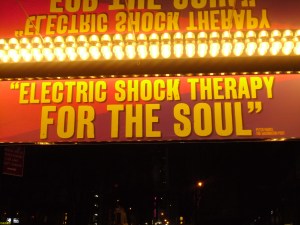 "ELECTRIC SHOCK THERAPY
FOR THE SOUL"